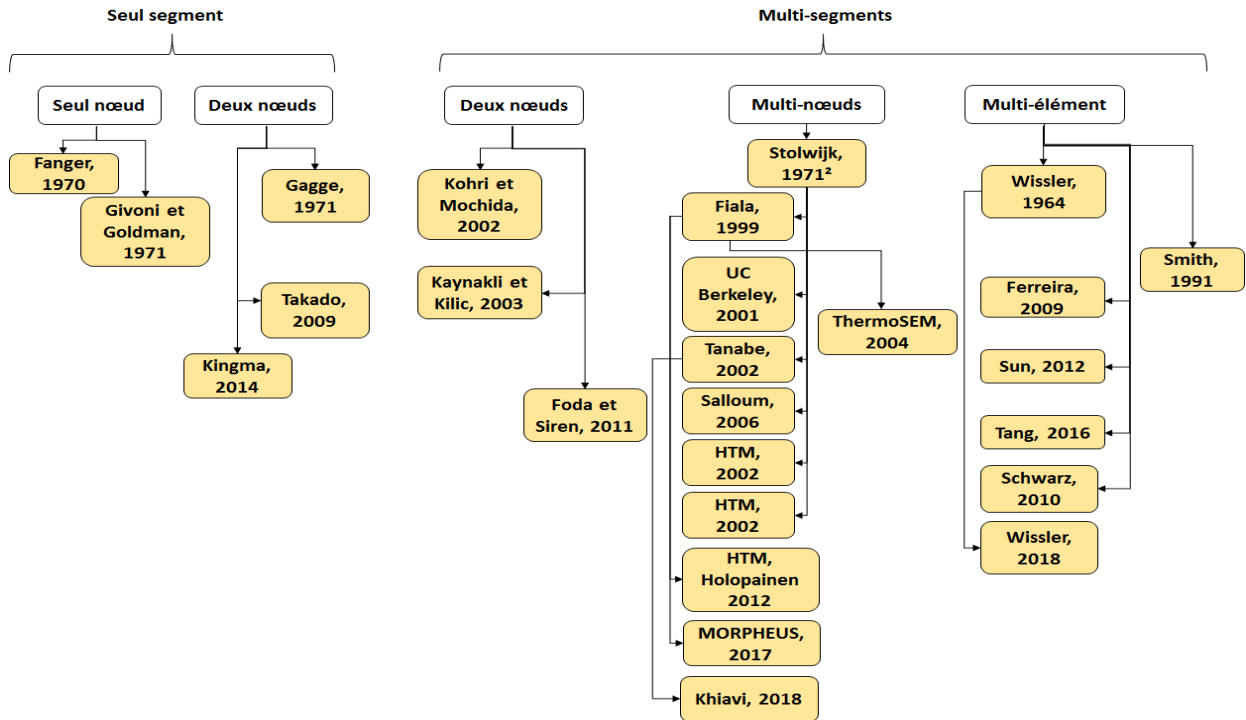 Seul segment
Multi-segments
Seul nœud
Deux nœuds
Deux nœuds
Multi-nœuds
Multi-élément
Fanger,
1970
Givoni et
Goldman,
1971
Gagge,
1971
Takado,
2009
Kingma,
2014
Kohri et
Mochida,
2002
Kaynakli et
Kilic, 2003
Foda et
Siren, 2011
Stolwijk,
1971²
Fiala,
1999
UC
Berkeley,
2001
ThermoSEM,
2004
Tanabe,
2002
Salloum,
2006
HTM,
2002
HTM,
2002
HTM,
Holopainen
2012
MORPHEUS,
2017
Khiavi, 2018
Wissler,
1964
Smith,
1991
Ferreira,
2009
Sun, 2012
Tang, 2016
Schwarz,
2010
Wissler,
2018